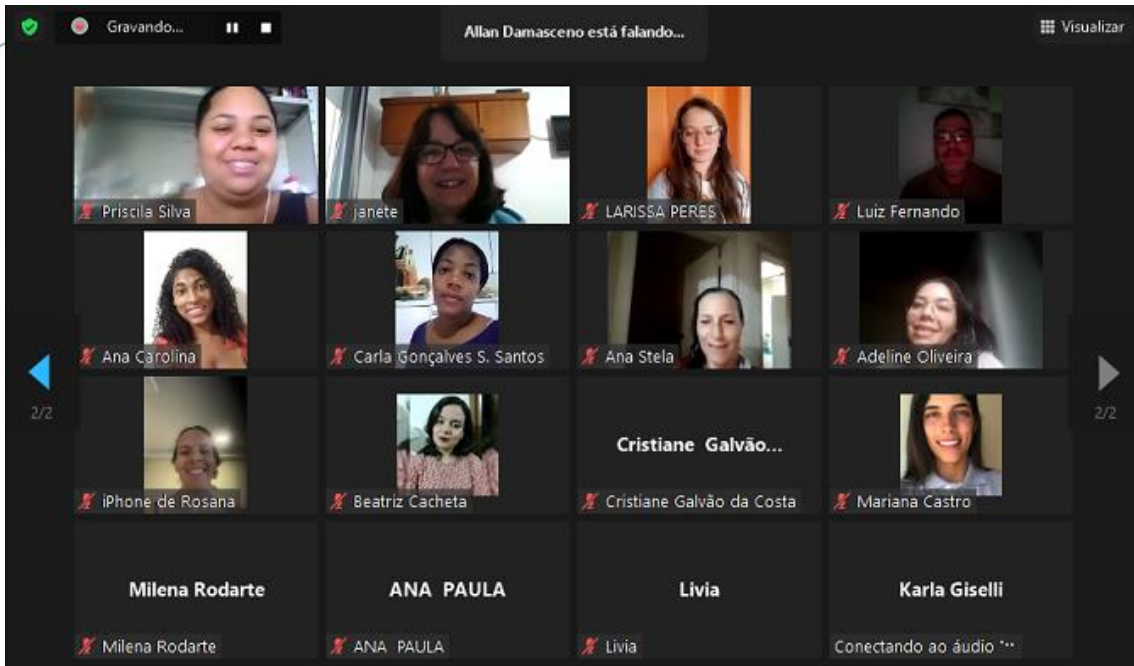 Gravando...
Allan Damasceno está falando...
Visualizar
Priscila Silva
janete
LARISSA PERES
Luiz Fernando
Ana Carolina
Carla Gonçalves S. Santos
Ana Stela
Adeline Oliveira
2/2
2/2
iPhone de Rosana
Beatriz Cacheta
Cristiane Galvão...
Cristiane Galvão da Costa
Mariana Castro
Milena Rodarte
ANA PAULA
Livia
Karla Giselli
Milena Rodarte
ANA PAULA
Livia
Conectando ao áudio ···